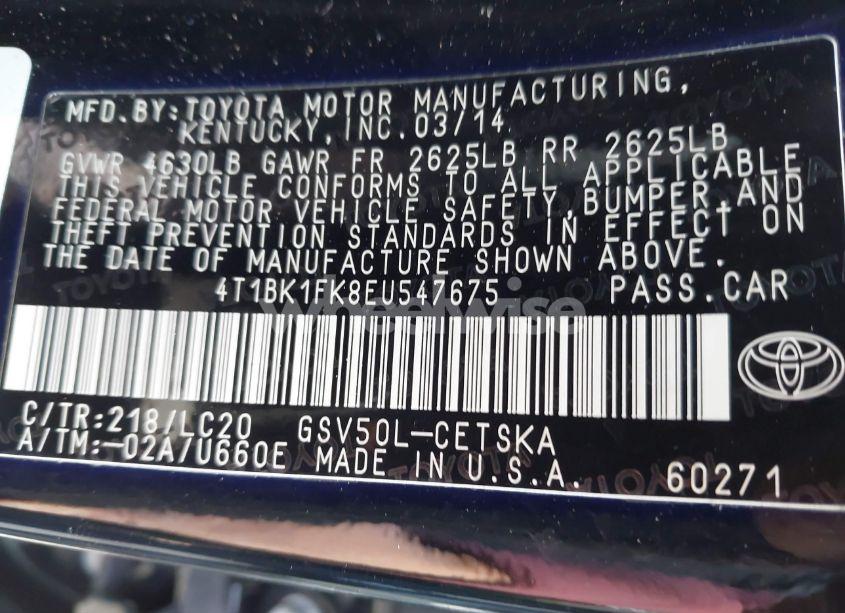 MFD.BY:TOYOTA MOTOR MANUFACTURING,
KENTUCKY,INC.03/14
GVWR 4630LB GAWR FR 2625LB RR 2625LB
THIS VEHICLE CONFORMS TO ALL APPLICABLE
FEDERAL MOTOR VEHICLE SAFETY,BUMPER,AND
THEFT PREVENTION STANDARDS IN EFFECT ON
THE DATE OF MANUFACTURE SHOWN ABOVE.
4T1BK1FK8EU547675 PASS.CAR
Wheelwise
C/TR:218/LC20 GSV50L-CETSKA
A/TM:-02A/U660E MADE IN U.S.A. 60271